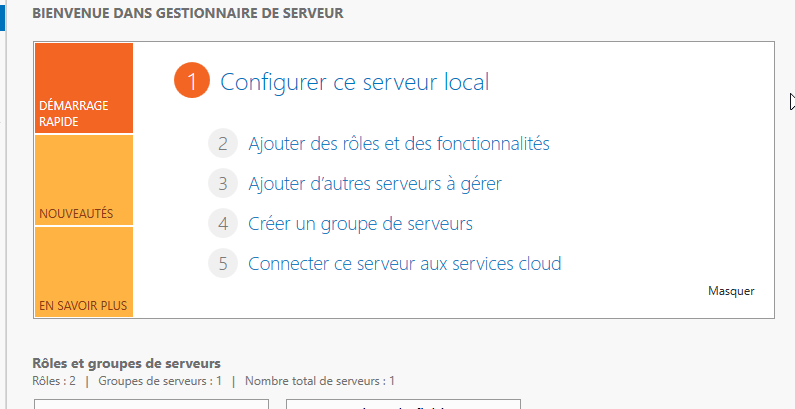 BIENVENUE DANS GESTIONNAIRE DE SERVEUR
DÉMARRAGE
RAPIDE
NOUVEAUTÉS
EN SAVOIR PLUS
1 Configurer ce serveur local
2 Ajouter des rôles et des fonctionnalités
3 Ajouter d’autres serveurs à gérer
4 Créer un groupe de serveurs
5 Connecter ce serveur aux services cloud
Masquer
Rôles et groupes de serveurs
Rôles : 2 | Groupes de serveurs : 1 | Nombre total de serveurs : 1